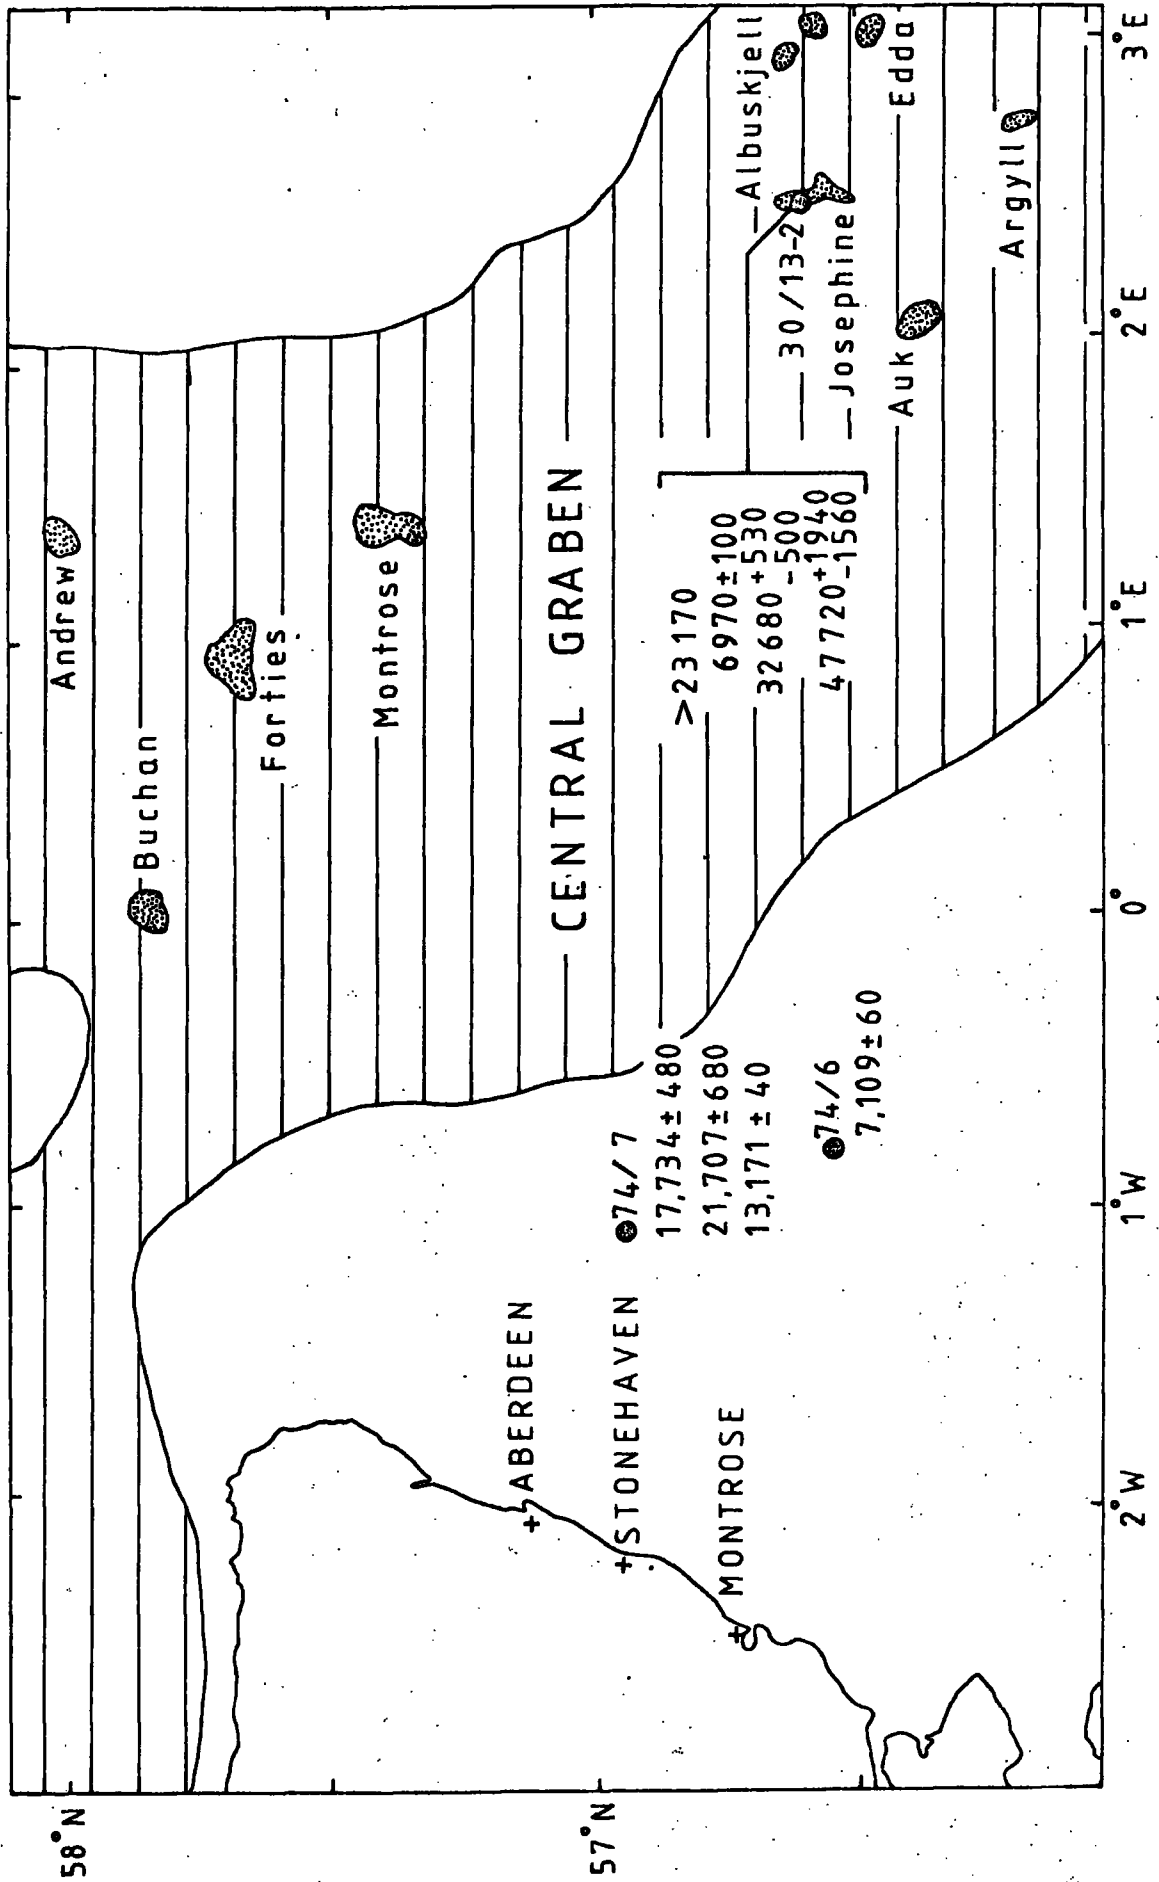 58°N
57°N
Andrew
Buchan
Forties
Montrose
CENTRAL GRABEN
>23170
6970±100
32680 +530
-500
47720 +1940
-1560
Albuskjell
30/13-2
Josephine
Auk
Edda
Argyll
74/7
17,734±480
21,707±680
13,171±40
74/6
7,109±60
+ABERDEEN
+STONEHAVEN
MONTROSE
2°W
1°W
0°
1°E
2°E
3°E